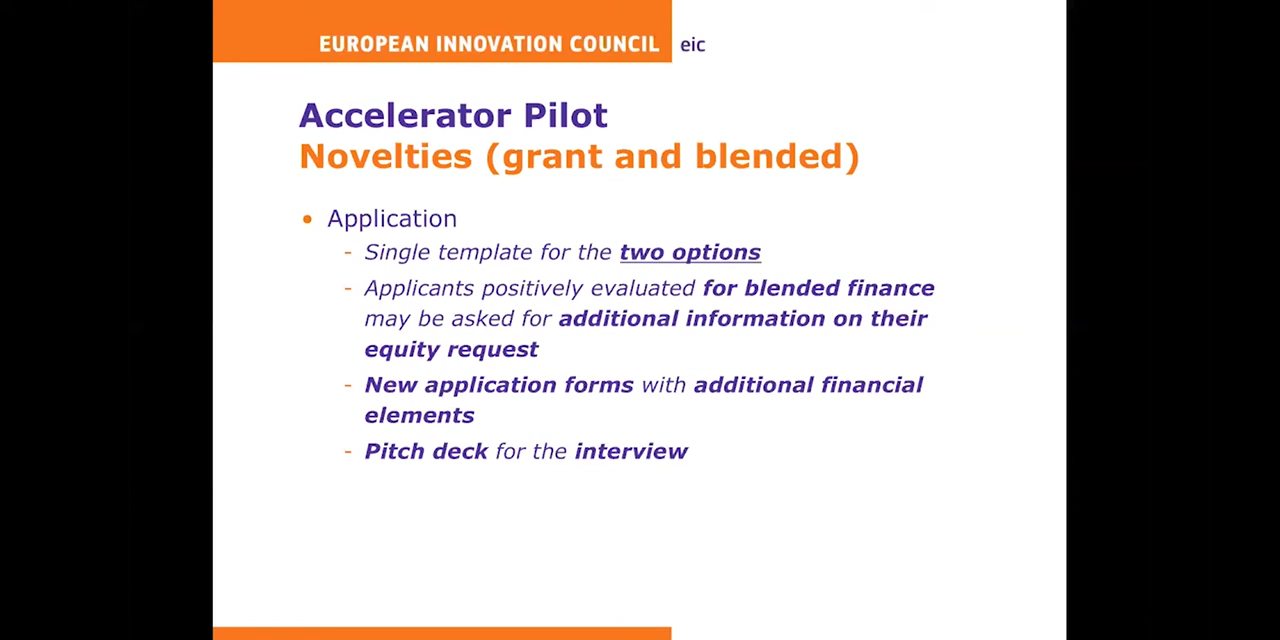 EUROPEAN INNOVATION COUNCIL eic
Accelerator Pilot
Novelties (grant and blended)
• Application
- Single template for the two options
- Applicants positively evaluated for blended finance
may be asked for additional information on their
equity request
- New application forms with additional financial
elements
- Pitch deck for the interview